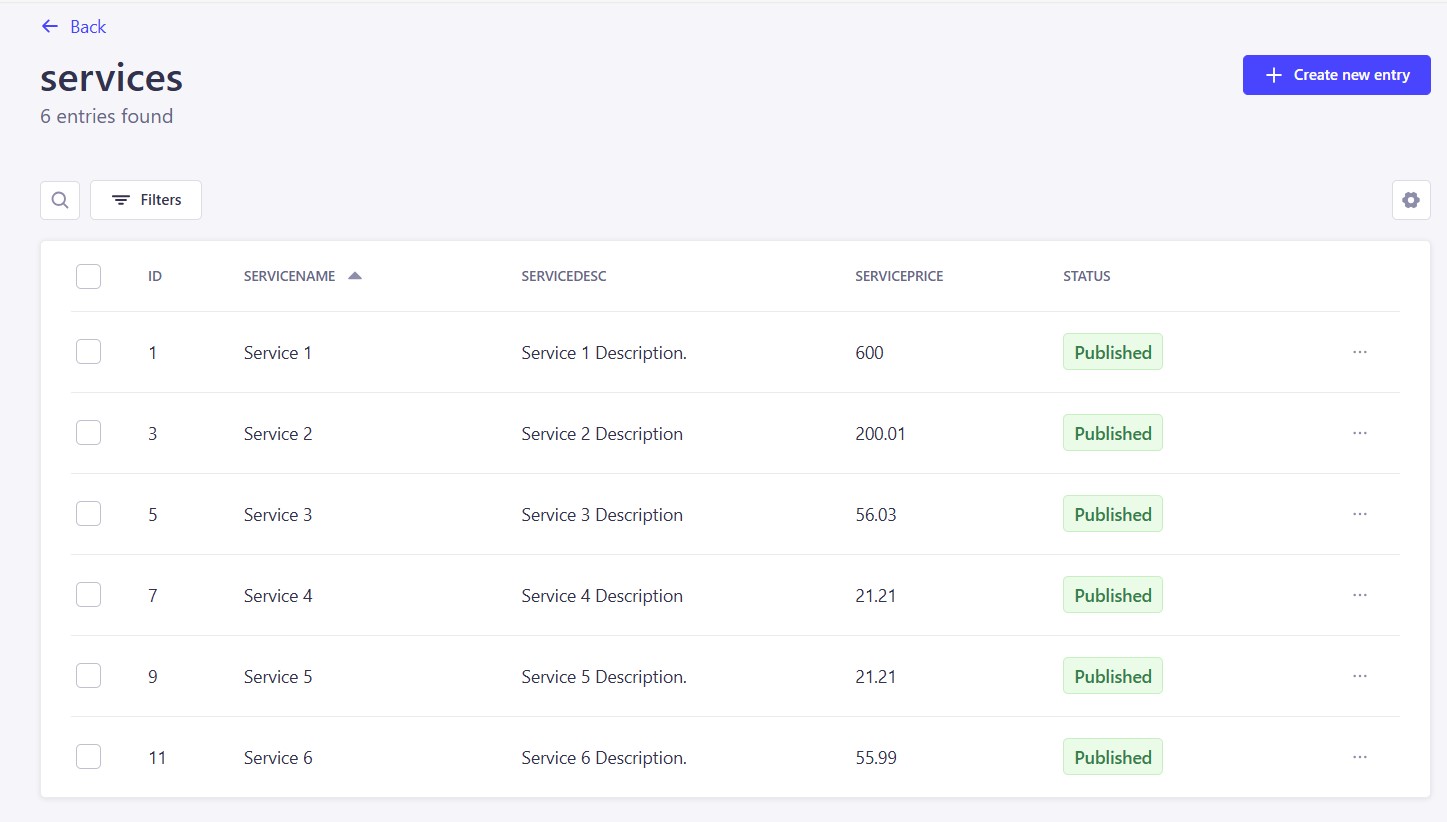 Back
services
Create new entry
6 entries found
Filters
ID SERVICENAME SERVICEDESC SERVICEPRICE STATUS
1 Service 1 Service 1 Description. 600 Published ...
3 Service 2 Service 2 Description 200.01 Published ...
5 Service 3 Service 3 Description 56.03 Published ...
7 Service 4 Service 4 Description 21.21 Published ...
9 Service 5 Service 5 Description. 21.21 Published ...
11 Service 6 Service 6 Description. 55.99 Published ...